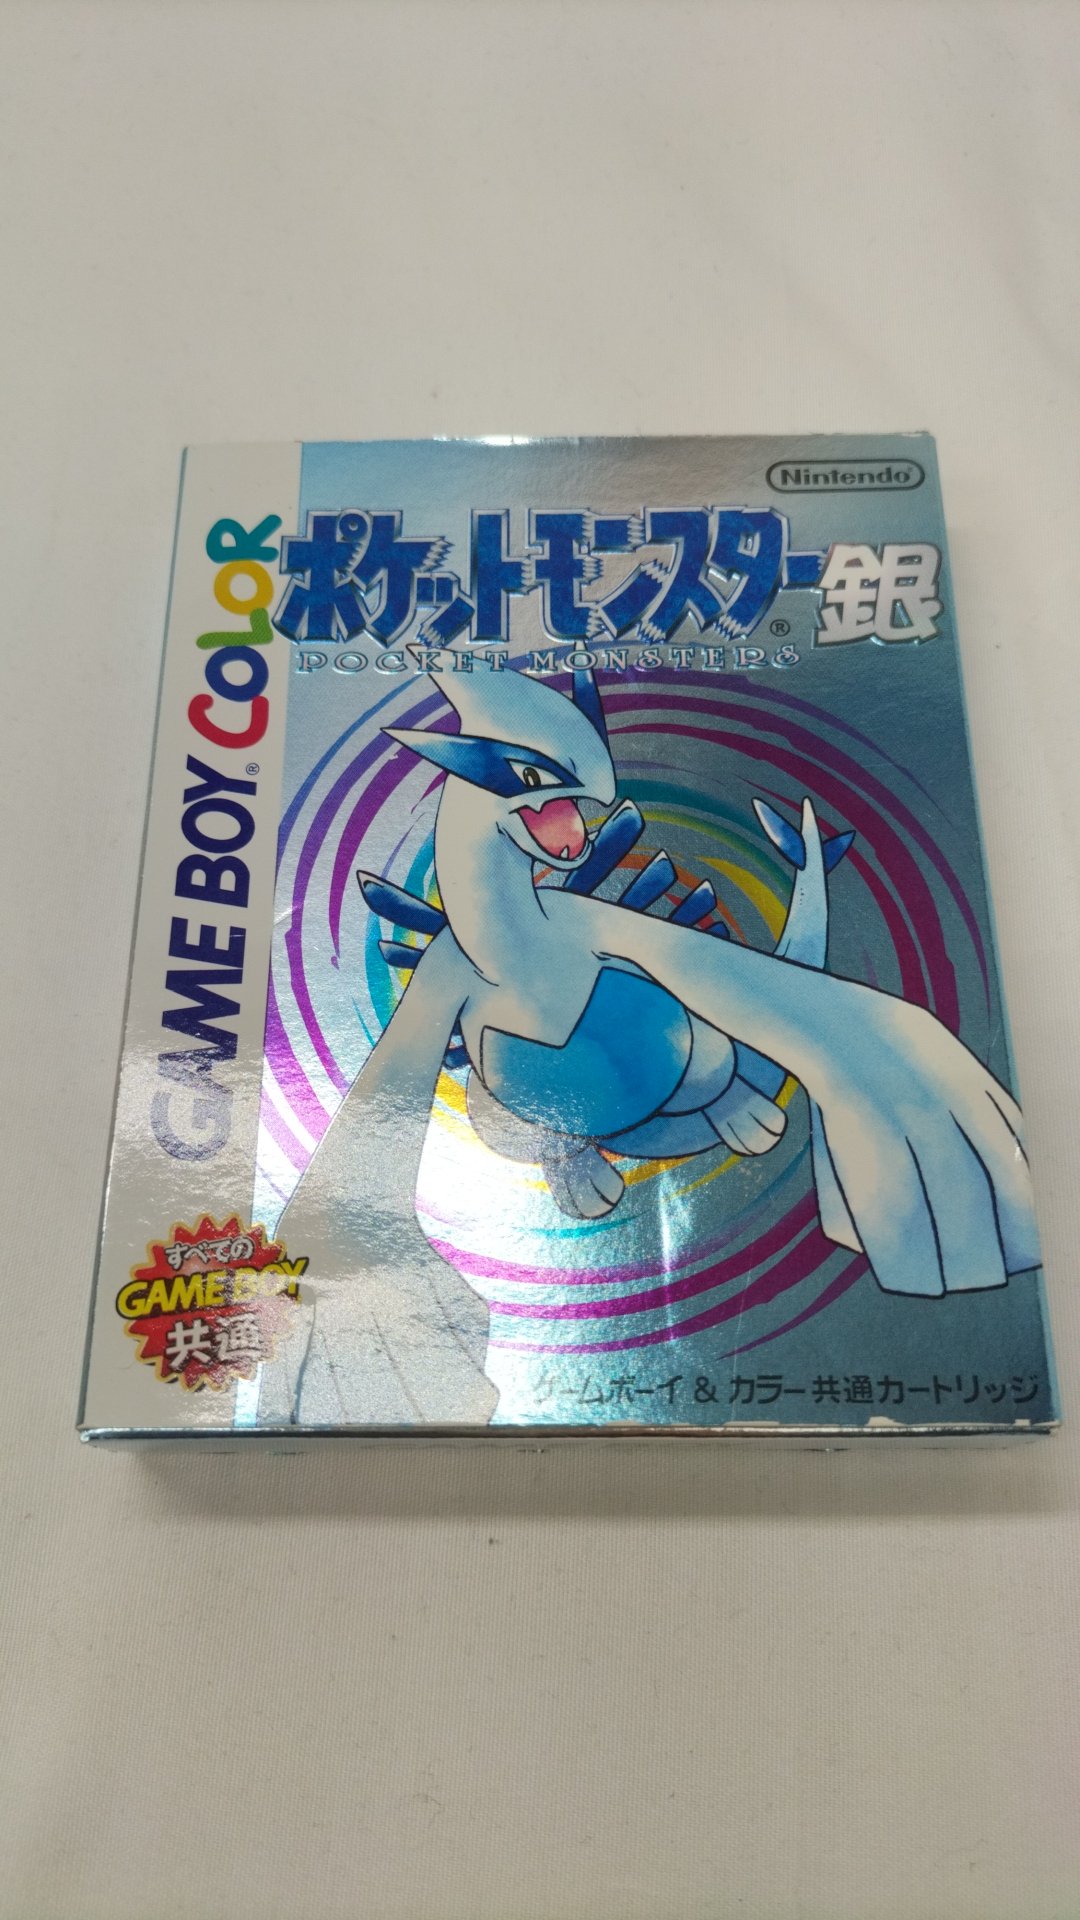 Nintendo®
ポケットモンスター®銀
POCKET MONSTERS
GAME BOY® COLOR
すべての
GAME BOY
共通
ゲームボーイ & カラー共通カートリッジ